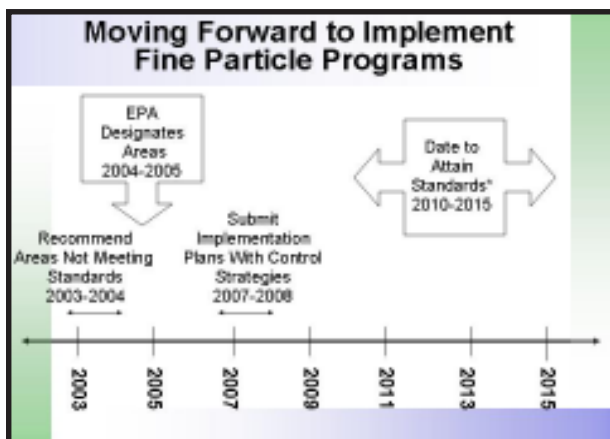 Moving Forward to Implement
Fine Particle Programs
EPA
Designates
Areas
2004-2005
Date to
Attain
Standards*
2010-2015
Recommend
Areas Not Meeting
Standards
2003-2004
Submit
Implementation
Plans With Control
Strategies
2007-2008
2003
2005
2007
2009
2011
2013
2015